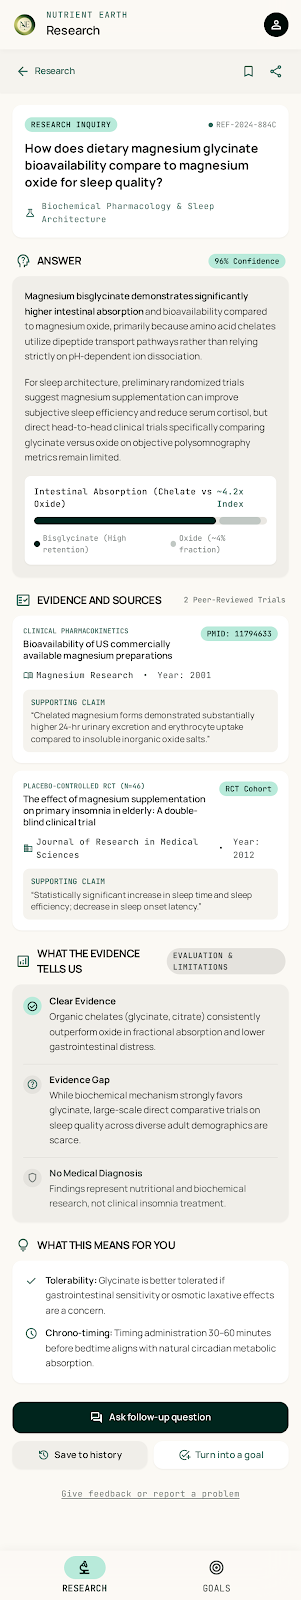 NUTRIENT EARTH
Research
Research
RESEARCH INQUIRY
REF-2024-884C
How does dietary magnesium glycinate
bioavailability compare to magnesium
oxide for sleep quality?
Biochemical Pharmacology & Sleep
Architecture
ANSWER
96% Confidence
Magnesium bisglycinate demonstrates significantly
higher intestinal absorption and bioavailability compared
to magnesium oxide, primarily because amino acid chelates
utilize dipeptide transport pathways rather than relying
strictly on pH-dependent ion dissociation.
For sleep architecture, preliminary randomized trials
suggest magnesium supplementation can improve
subjective sleep efficiency and reduce serum cortisol, but
direct head-to-head clinical trials specifically comparing
glycinate versus oxide on objective polysomnography
metrics remain limited.
Intestinal Absorption (Chelate vs
Oxide)
~4.2x
Index
Bisglycinate (High
retention)
Oxide (~4%
fraction)
EVIDENCE AND SOURCES
2 Peer-Reviewed Trials
CLINICAL PHARMACOKINETICS
PMID: 11794633
Bioavailability of US commercially
available magnesium preparations
Magnesium Research • Year: 2001
SUPPORTING CLAIM
"Chelated magnesium forms demonstrated substantially
higher 24-hr urinary excretion and erythrocyte uptake
compared to insoluble inorganic oxide salts."
PLACEBO-CONTROLLED RCT (N=46)
RCT Cohort
The effect of magnesium supplementation
on primary insomnia in elderly: A double-
blind clinical trial
Journal of Research in Medical
Sciences
•
Year:
2012
SUPPORTING CLAIM
"Statistically significant increase in sleep time and sleep
efficiency; decrease in sleep onset latency."
WHAT THE EVIDENCE
TELLS US
EVALUATION &
LIMITATIONS
Clear Evidence
Organic chelates (glycinate, citrate) consistently
outperform oxide in fractional absorption and lower
gastrointestinal distress.
Evidence Gap
While biochemical mechanism strongly favors
glycinate, large-scale direct comparative trials on
sleep quality across diverse adult demographics are
scarce.
No Medical Diagnosis
Findings represent nutritional and biochemical
research, not clinical insomnia treatment.
WHAT THIS MEANS FOR YOU
Tolerability: Glycinate is better tolerated if
gastrointestinal sensitivity or osmotic laxative effects
are a concern.
Chrono-timing: Timing administration 30–60 minutes
before bedtime aligns with natural circadian metabolic
absorption.
Ask follow-up question
Save to history
Turn into a goal
Give feedback or report a problem
RESEARCH
GOALS